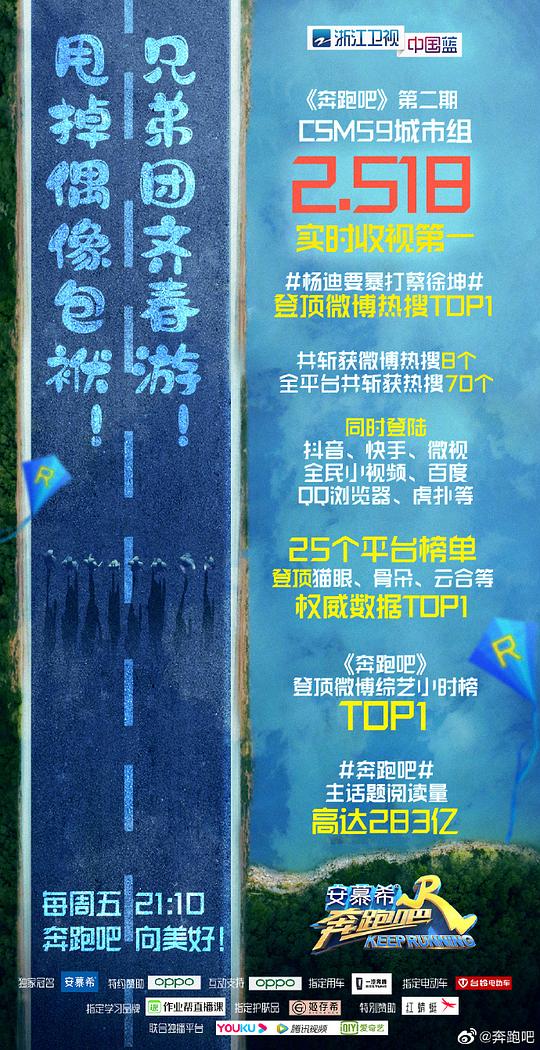 兄弟团齐春游！
甩掉偶像包袱！
浙江卫视 中国蓝
《奔跑吧》第二期
CSM59城市组
2.518
实时收视第一
#杨迪要暴打蔡徐坤#
登顶微博热搜TOP1
共斩获微博热搜8个
全平台共斩获热搜70个
同时登陆
抖音、快手、微视
全民小视频、百度
QQ浏览器、虎扑等
25个平台榜单
登顶猫眼、骨朵、云合等
权威数据TOP1
《奔跑吧》
登顶微博综艺小时榜
TOP1
#奔跑吧#
主话题阅读量
高达283亿
R
R
每周五 21:10
奔跑吧 向美好！
安慕希 R
奔跑吧
KEEP RUNNING
独家冠名 安慕希 特约赞助 oppo 互动支持 oppo 指定用车 指定电动车 台铃电动车
指定学习品牌 作业帮直播课 指定护肤品 姬存希 特别赞助 红蜻蜓
联合独播平台 YOUKU 腾讯视频 iQIYI 爱奇艺
@奔跑吧